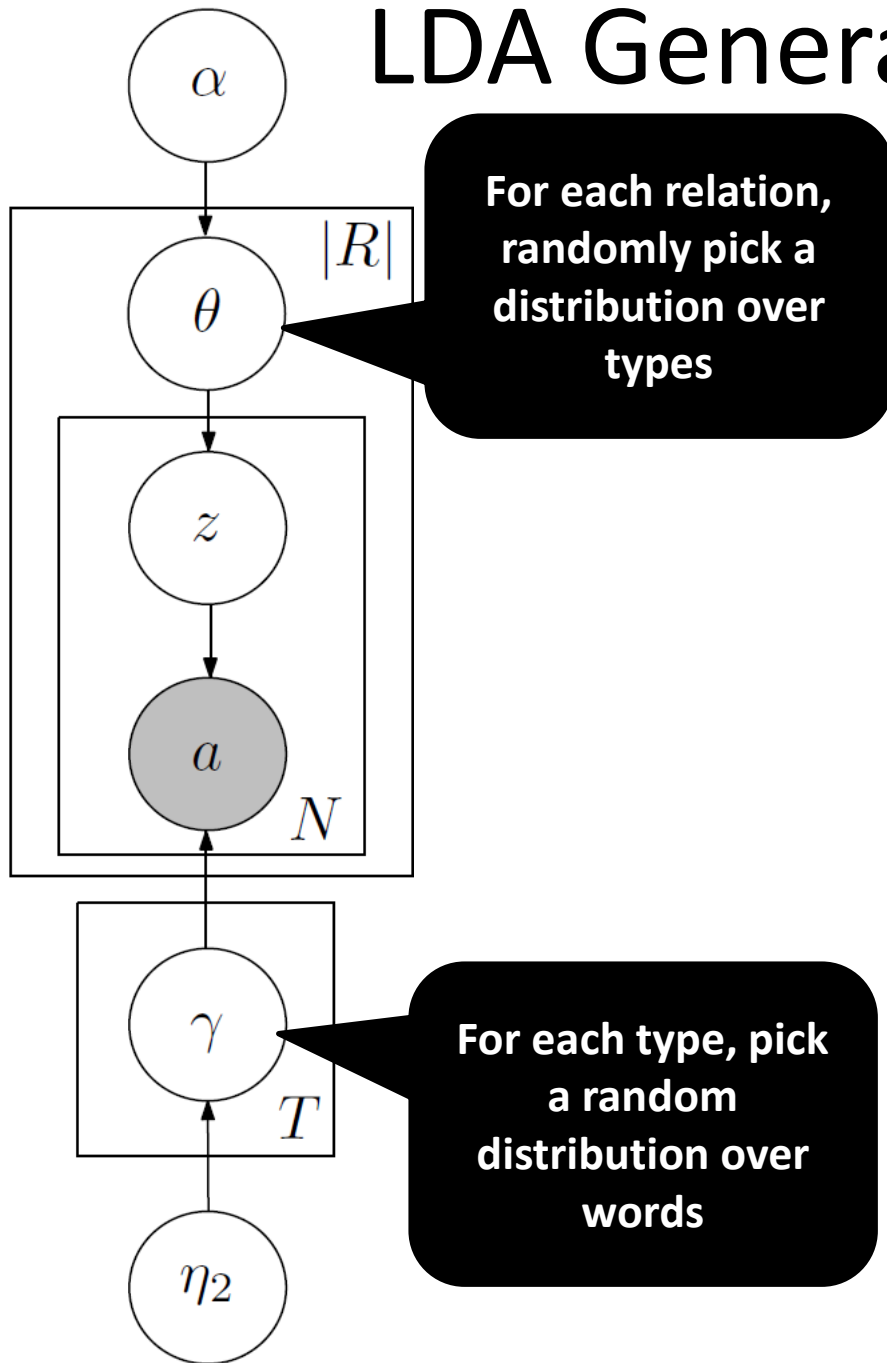 LDA Genera
α
|R|
For each relation,
randomly pick a
distribution over
types
θ
z
a
N
γ
T
For each type, pick
a random
distribution over
words
η₂